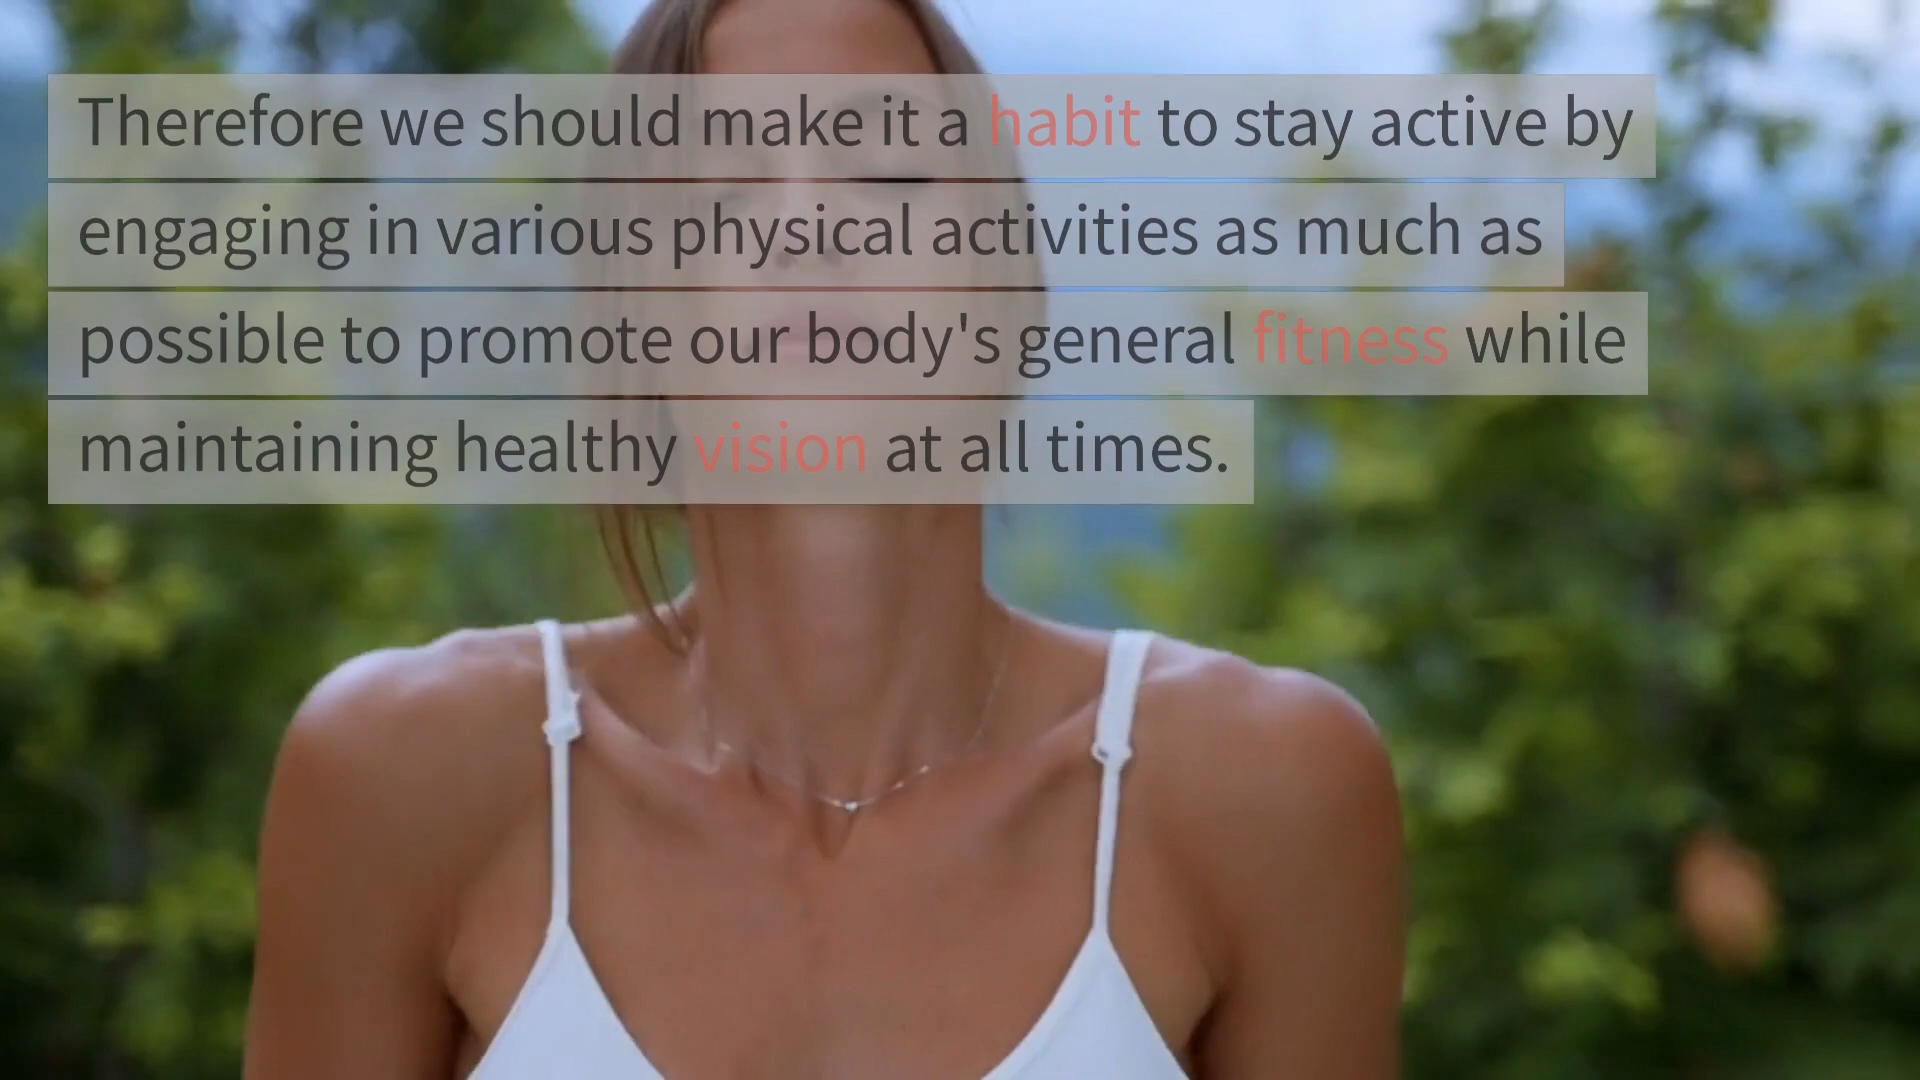 Therefore we should make it a habit to stay active by
engaging in various physical activities as much as
possible to promote our body's general fitness while
maintaining healthy vision at all times.